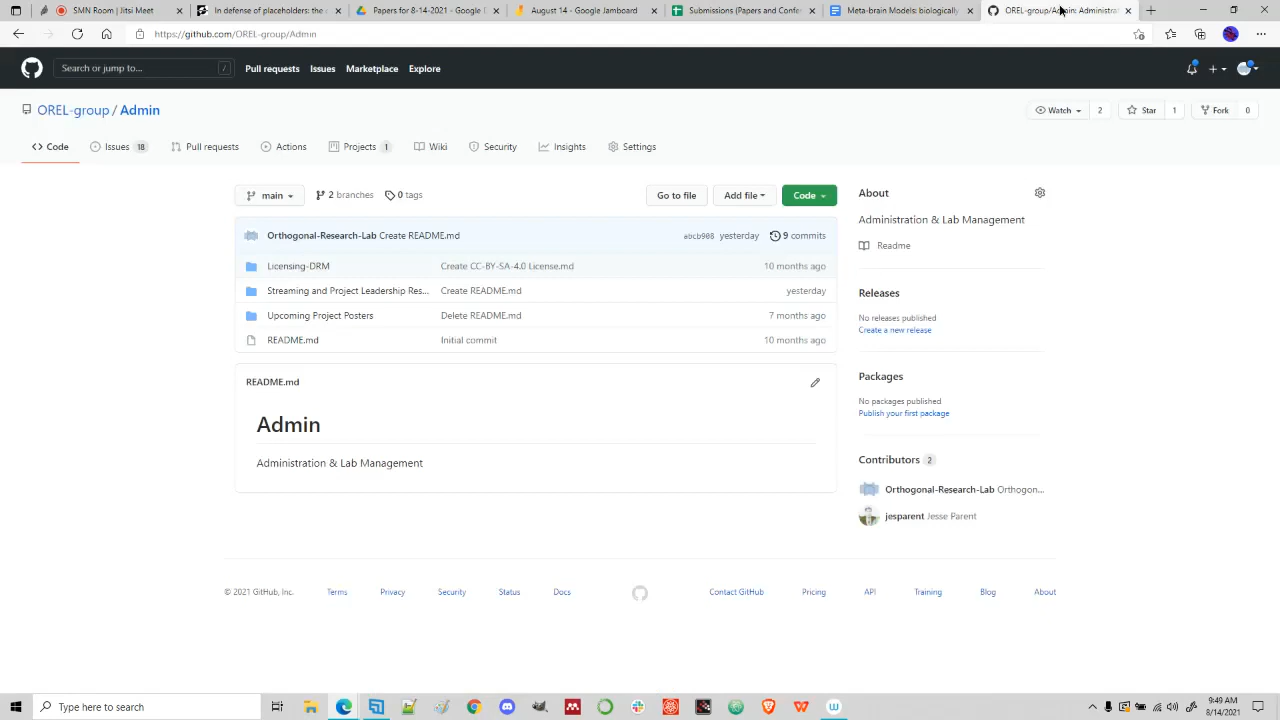 SMN Room | Jitsi Meet
In defense of placeholders: the c
Papers for 8-14-2021 - Google D
August 14 - Google Jamboard
Submissions (Papers and Conferen
Meta-brain Models: biologically
OREL-group/Admin: Administrat
https://github.com/OREL-group/Admin
Search or jump to... /
Pull requests Issues Marketplace Explore
OREL-group / Admin
Watch 2 Star 1 Fork 0
Code Issues 18 Pull requests Actions Projects 1 Wiki Security Insights Settings
main 2 branches 0 tags Go to file Add file Code
Orthogonal-Research-Lab Create README.md abcb908 yesterday 9 commits
Licensing-DRM Create CC-BY-SA-4.0 License.md 10 months ago
Streaming and Project Leadership Res... Create README.md yesterday
Upcoming Project Posters Delete README.md 7 months ago
README.md Initial commit 10 months ago
README.md
Admin
Administration & Lab Management
About
Administration & Lab Management
Readme
Releases
No releases published
Create a new release
Packages
No packages published
Publish your first package
Contributors 2
Orthogonal-Research-Lab Orthogon...
jesparent Jesse Parent
© 2021 GitHub, Inc. Terms Privacy Security Status Docs Contact GitHub Pricing API Training Blog About
Type here to search
9:49 AM
8/14/2021